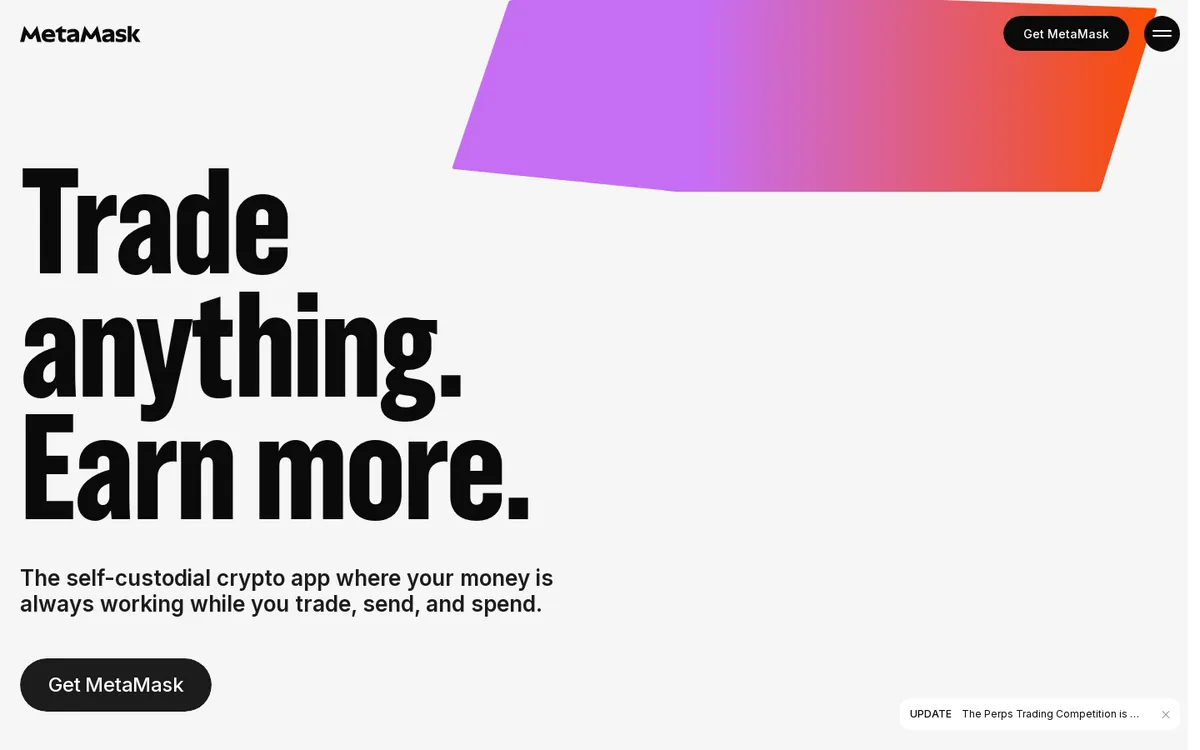 MetaMask
Get MetaMask
Trade
anything.
Earn more.
The self-custodial crypto app where your money is
always working while you trade, send, and spend.
Get MetaMask
UPDATE The Perps Trading Competition is ...